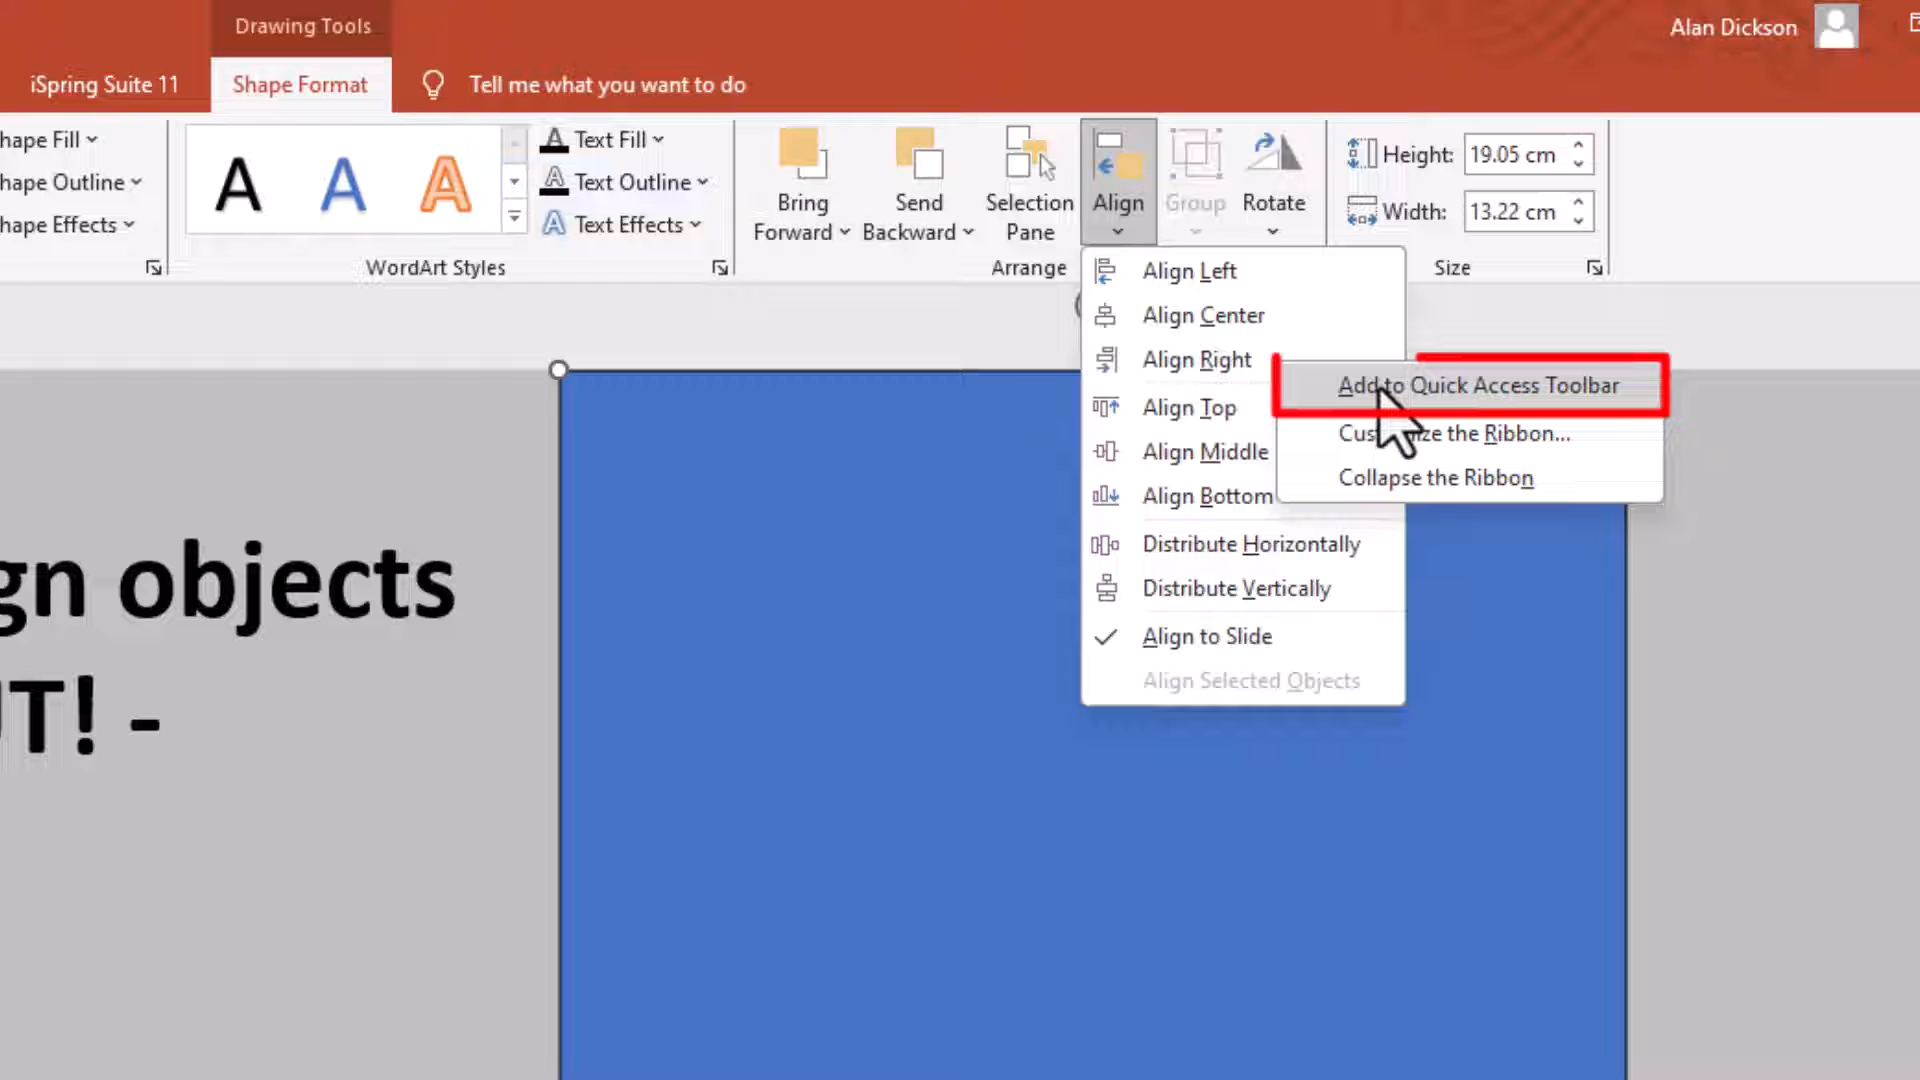 Drawing Tools
Alan Dickson
iSpring Suite 11
Shape Format
Tell me what you want to do
hape Fill
hape Outline
hape Effects
A A A
A Text Fill
A Text Outline
A Text Effects
WordArt Styles
Bring
Forward
Send
Backward
Selection
Pane
Align
Group
Rotate
Arrange
Height: 19.05 cm
Width: 13.22 cm
Size
Align Left
Align Center
Align Right
Align Top
Align Middle
Align Bottom
Distribute Horizontally
Distribute Vertically
Align to Slide
Align Selected Objects
Add to Quick Access Toolbar
the Ribbon...
Collapse the Ribbon
gn objects
UT! -